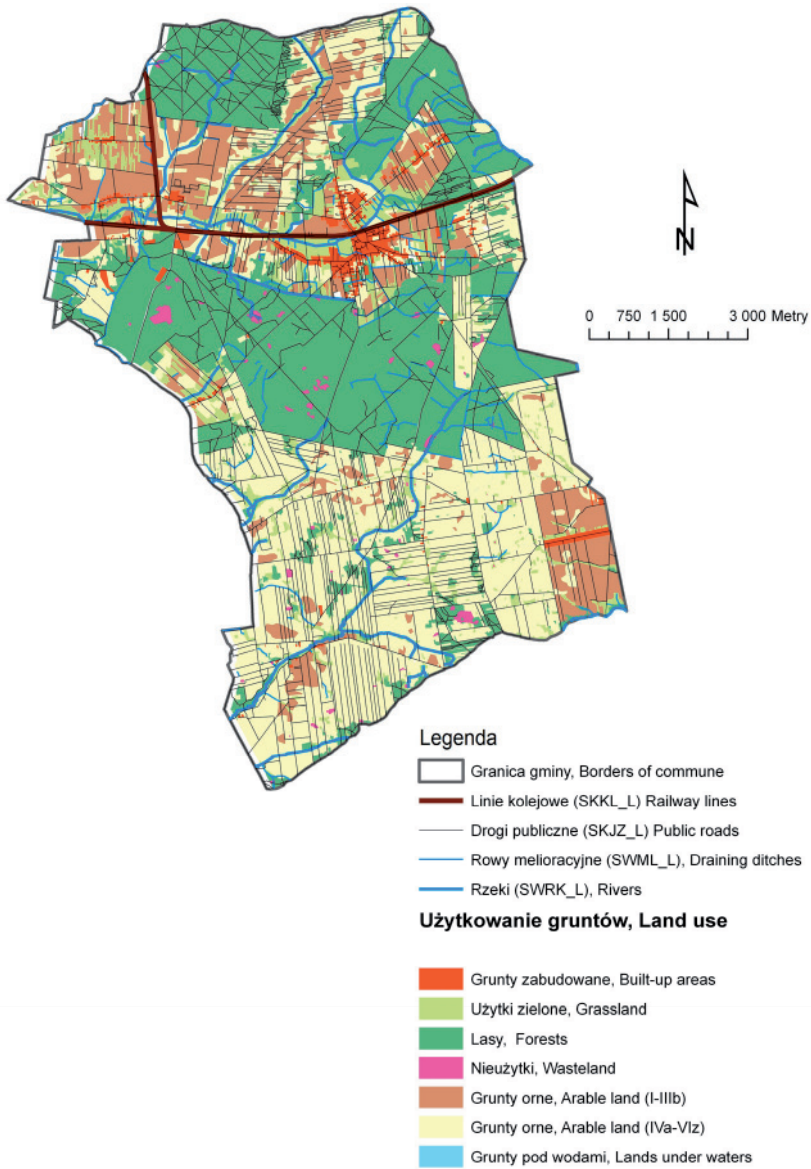 N
0 750 1 500 3 000 Metry
Legenda
Granica gminy, Borders of commune
Linie kolejowe (SKKL_L) Railway lines
Drogi publiczne (SKJZ_L) Public roads
Rowy melioracyjne (SWML_L), Draining ditches
Rzeki (SWRK_L), Rivers
Użytkowanie gruntów, Land use
Grunty zabudowane, Built-up areas
Użytki zielone, Grassland
Lasy, Forests
Nieużytki, Wasteland
Grunty orne, Arable land (I-IIIb)
Grunty orne, Arable land (IVa-VIz)
Grunty pod wodami, Lands under waters